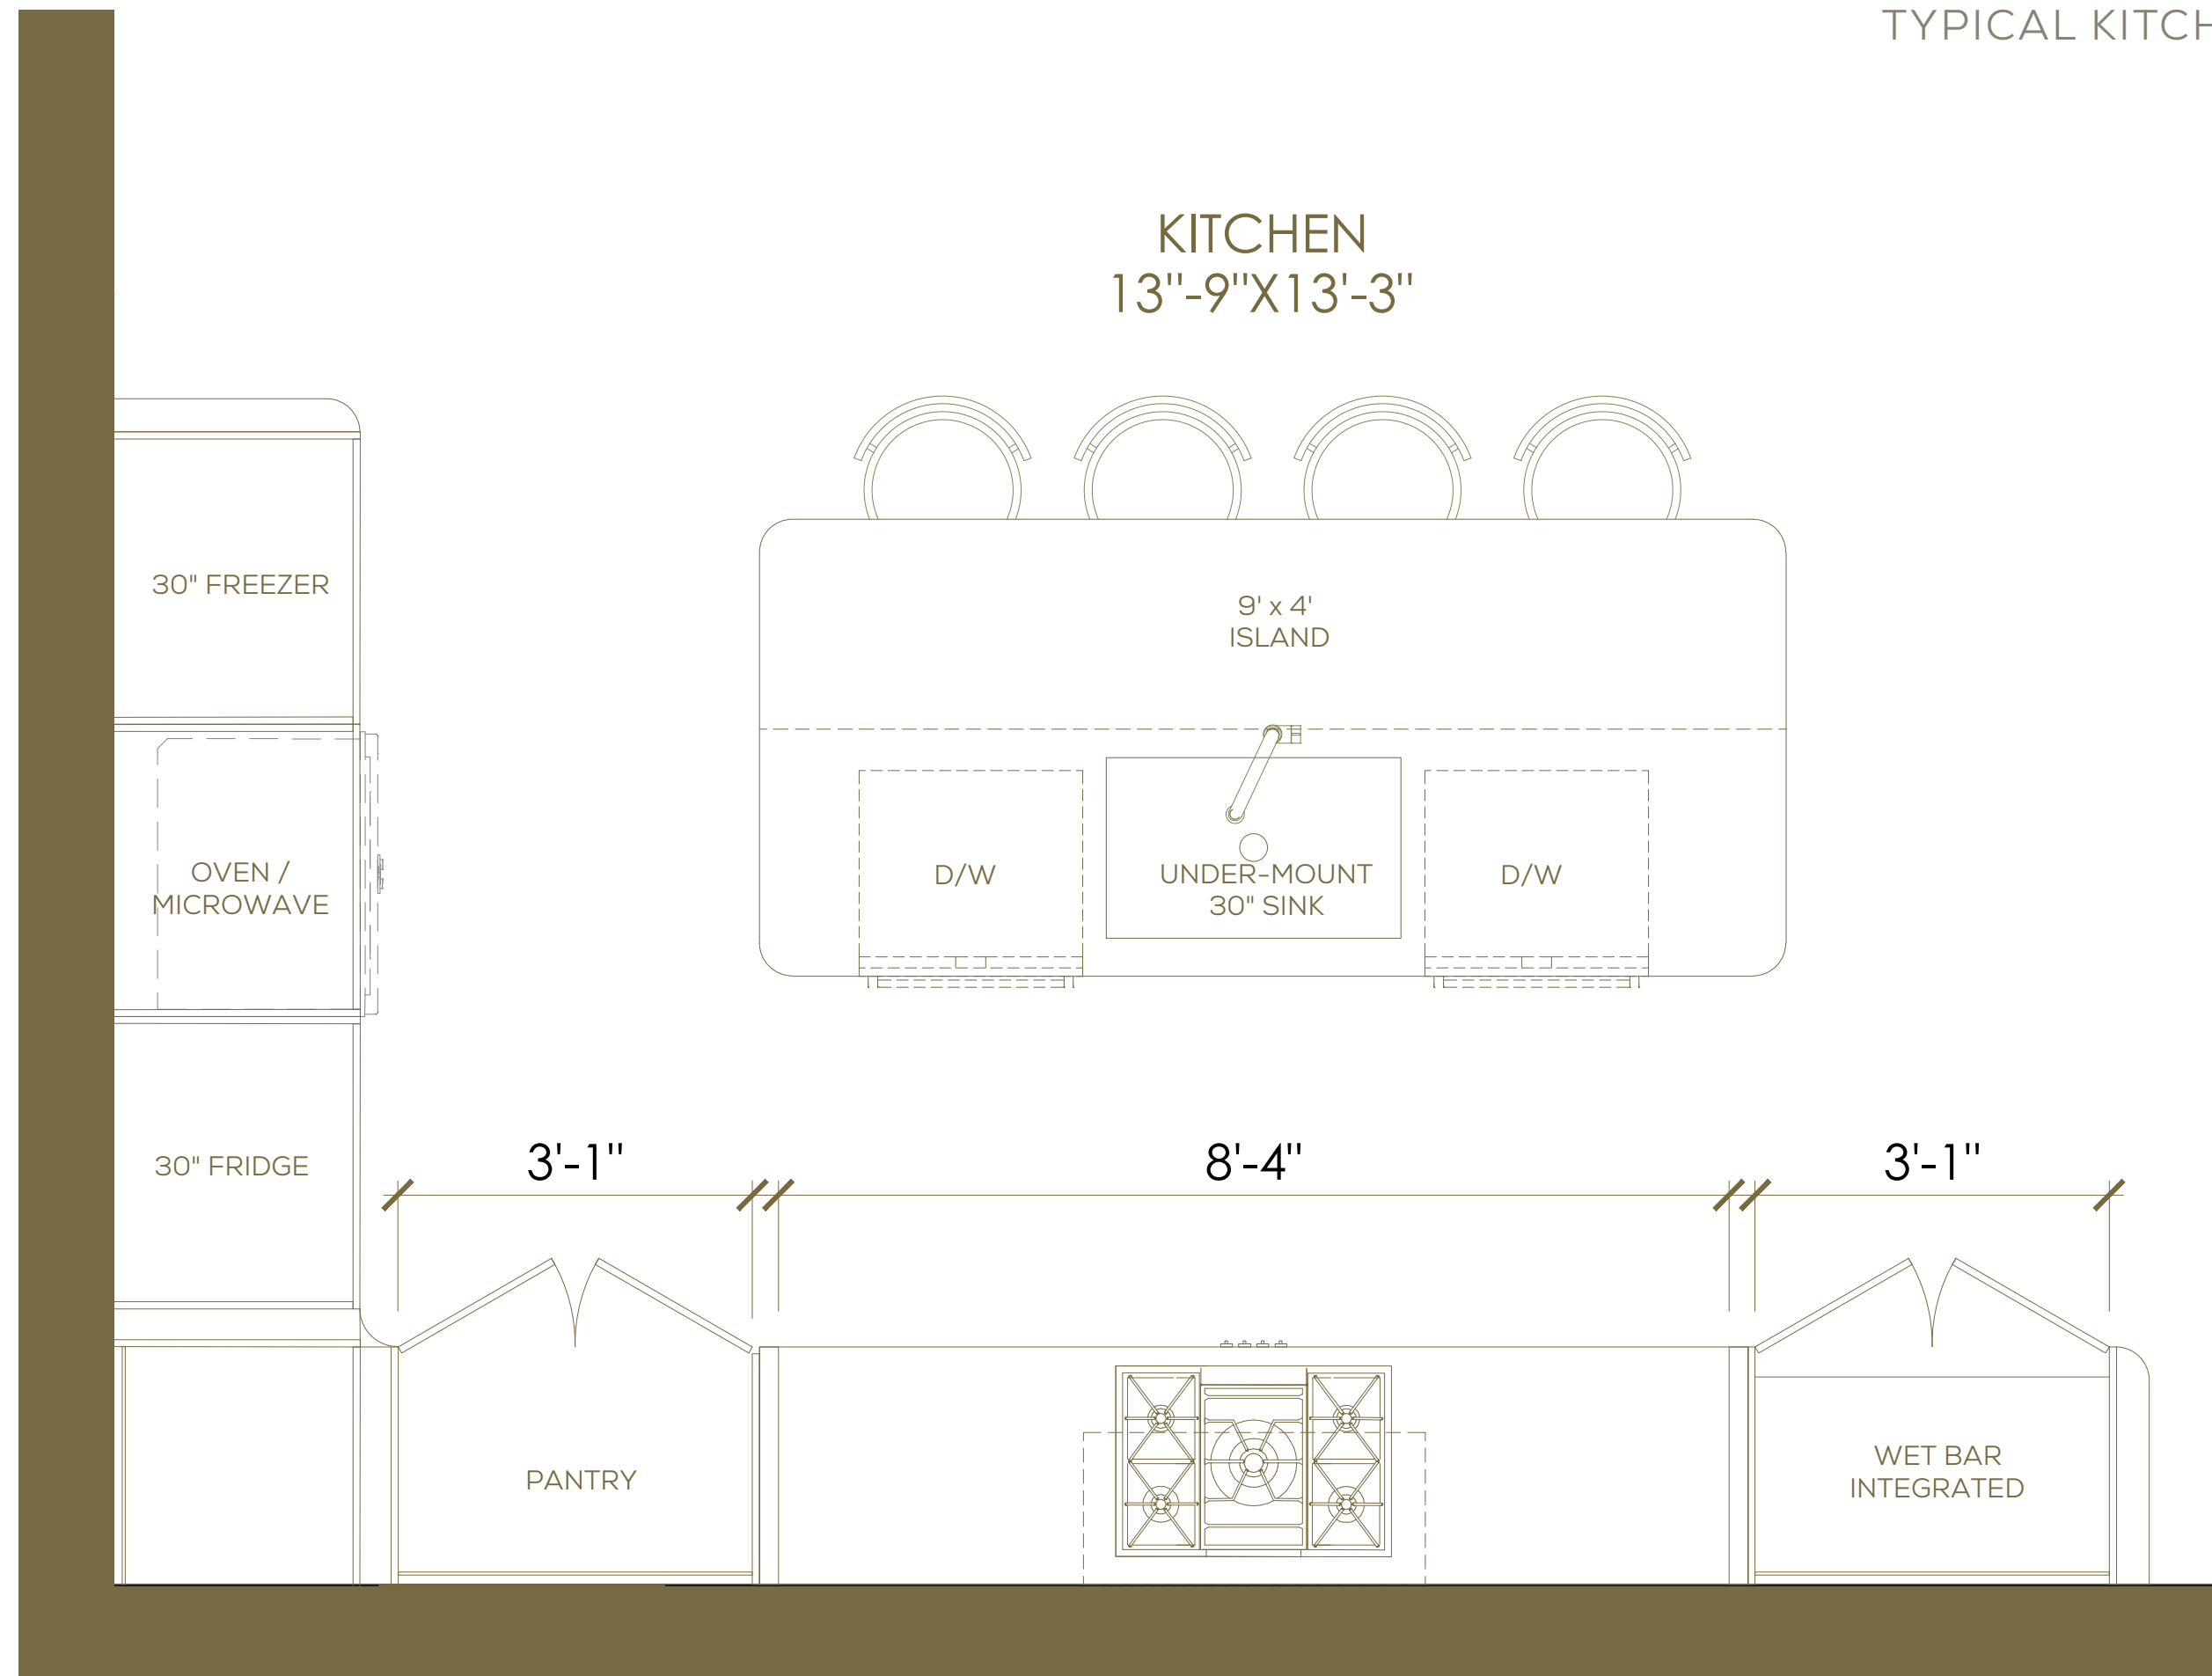 TYPICAL KITCH
KITCHEN
13"-9"X13'-3"
30" FREEZER
9' x 4'
ISLAND
OVEN /
MICROWAVE
D/W
UNDER-MOUNT
30" SINK
D/W
30" FRIDGE
3'-1"
8'-4"
3'-1"
PANTRY
WET BAR
INTEGRATED